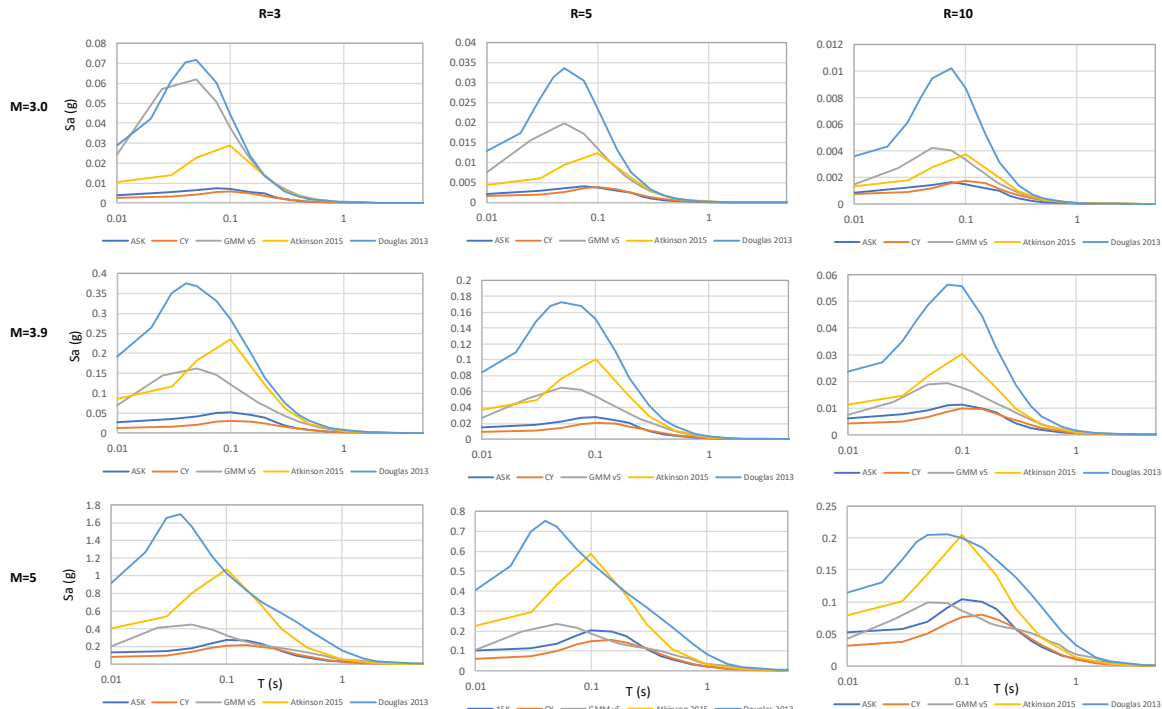 R=3 R=5 R=10
M=3.0
Sa (g)
0.08
0.07
0.06
0.05
0.04
0.03
0.02
0.01
0
0.01 0.1 1
ASK CY GMM v5 Atkinson 2015 Douglas 2013
0.04
0.035
0.03
0.025
0.02
0.015
0.01
0.005
0
0.01 0.1 1
ASK CY GMM v5 Atkinson 2015 Douglas 2013
0.012
0.01
0.008
0.006
0.004
0.002
0
0.01 0.1 1
ASK CY GMM v5 Atkinson 2015 Douglas 2013
M=3.9
Sa (g)
0.4
0.35
0.3
0.25
0.2
0.15
0.1
0.05
0
0.01 0.1 1
ASK CY GMM v5 Atkinson 2015 Douglas 2013
0.2
0.18
0.16
0.14
0.12
0.1
0.08
0.06
0.04
0.02
0
0.01 0.1 1
ASK CY GMM v5 Atkinson 2015 Douglas 2013
0.06
0.05
0.04
0.03
0.02
0.01
0
0.01 0.1 1
ASK CY GMM v5 Atkinson 2015 Douglas 2013
M=5
Sa (g)
1.8
1.6
1.4
1.2
1
0.8
0.6
0.4
0.2
0
0.01 0.1 1
T (s)
ASK CY GMM v5 Atkinson 2015 Douglas 2013
0.8
0.7
0.6
0.5
0.4
0.3
0.2
0.1
0
0.01 0.1 1
T (s)
ASK CY GMM v5 Atkinson 2015 Douglas 2013
0.25
0.2
0.15
0.1
0.05
0
0.01 0.1 1
T (s)
ASK CY GMM v5 Atkinson 2015 Douglas 2013